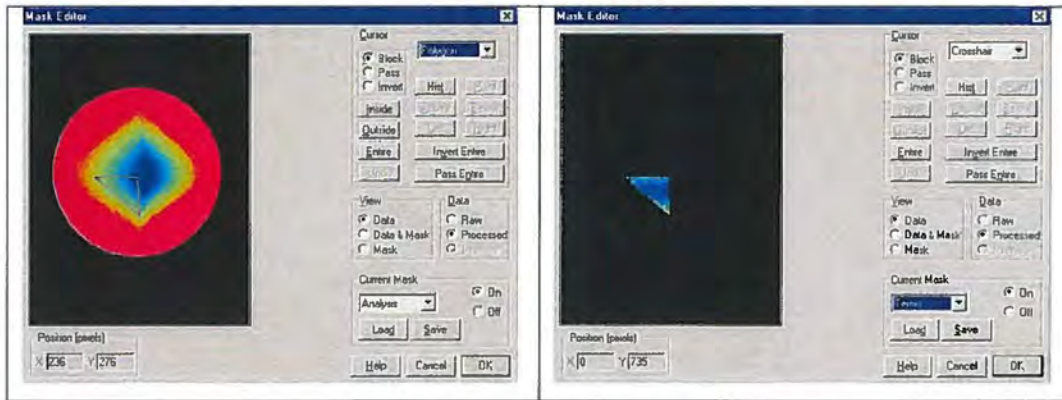 Mask Editor
Cursor
Block
Pass
Invert
Polygon
Hist
Inside
Outside
Entire
Invert Entire
Pass Entire
View
Data
Data & Mask
Mask
Data
Raw
Processed
Current Mask
Analysis
On
Off
Load
Save
Position (pixels)
X 236 Y 276
Help
Cancel
OK
Mask Editor
Cursor
Block
Pass
Invert
Crosshair
Hist
Entire
Invert Entire
Pass Entire
View
Data
Data & Mask
Mask
Data
Raw
Processed
Current Mask
On
Off
Load
Save
Position (pixels)
X 0 Y 735
Help
Cancel
OK